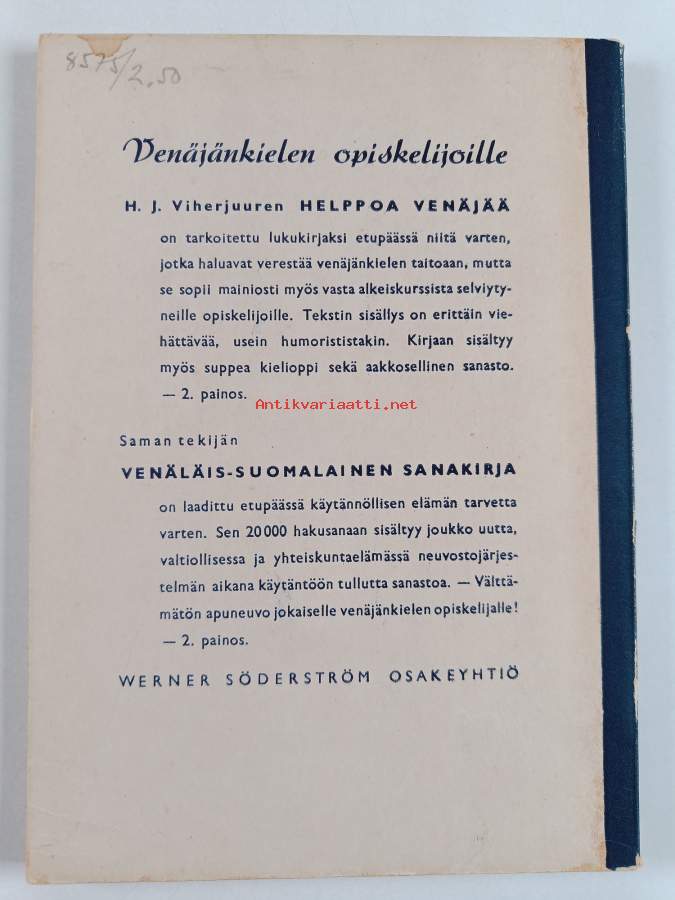 8575/2.50
Venäjänkielen opiskelijoille
H. J. Viherjuuren HELPPOA VENÄJÄÄ
on tarkoitettu lukukirjaksi etupäässä niitä varten,
jotka haluavat verestää venäjänkielen taitoaan, mutta
se sopii mainiosti myös vasta alkeiskurssista selviyty-
neille opiskelijoille. Tekstin sisällys on erittäin vie-
hättävää, usein humorististakin. Kirjaan sisältyy
myös suppea kielioppi sekä aakkosellinen sanasto.
— 2. painos.
Antikvariaatti.net
Saman tekijän
VENÄLÄIS-SUOMALAINEN SANAKIRJA
on laadittu etupäässä käytännöllisen elämän tarvetta
varten. Sen 20000 hakusanaan sisältyy joukko uutta,
valtiollisessa ja yhteiskuntaelämässä neuvostojärjes-
telmän aikana käytäntöön tullutta sanastoa. — Välttä-
mätön apuneuvo jokaiselle venäjänkielen opiskelijalle!
— 2. painos.
WERNER SÖDERSTRÖM OSAKEYHTIÖ